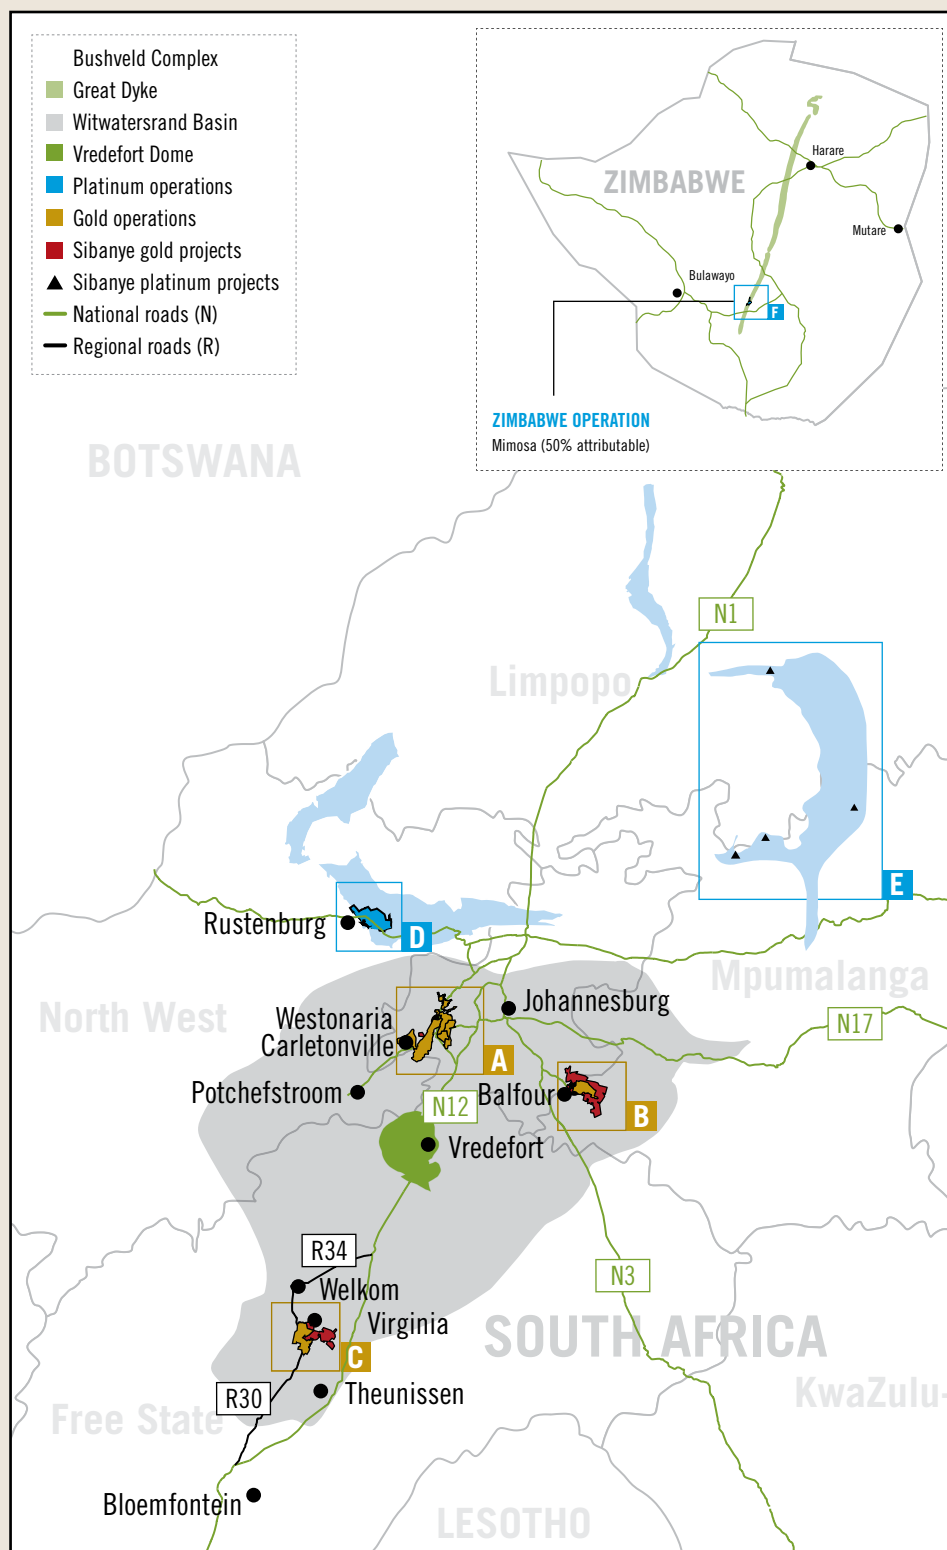 Bushveld Complex
Great Dyke
Witwatersrand Basin
Vredefort Dome
Platinum operations
Gold operations
Sibanye gold projects
Sibanye platinum projects
National roads (N)
Regional roads (R)
Harare
ZIMBABWE
Mutare
Bulawayo
F
ZIMBABWE OPERATION
Mimosa (50% attributable)
BOTSWANA
N1
Limpopo
E
Rustenburg
D
Mpumalanga
North West
Johannesburg
Westonaria
N17
Carletonville
A
Potchefstroom
Balfour
N12
B
Vredefort
R34
N3
Welkom
Virginia
SOUTH AFRICA
C
Theunissen
R30
KwaZulu-
Free State
Bloemfontein
LESOTHO